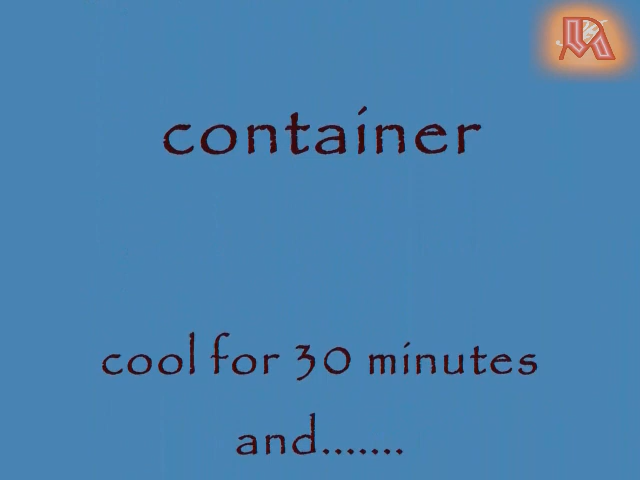 container
cool for 30 minutes
and.......